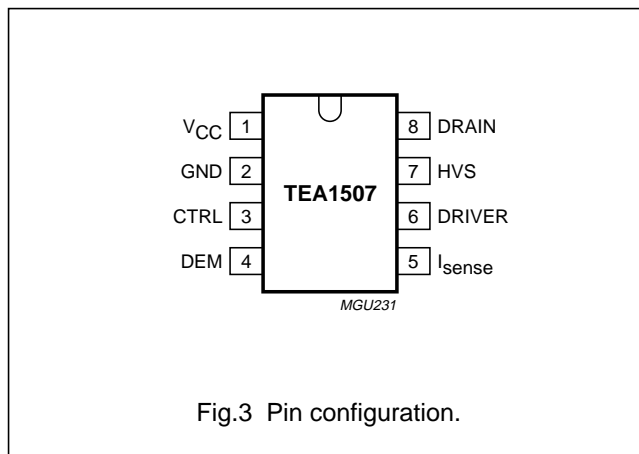 V_CC 1 8 DRAIN
GND 2 7 HVS
TEA1507
CTRL 3 6 DRIVER
DEM 4 5 I_sense
MGU231
Fig.3 Pin configuration.